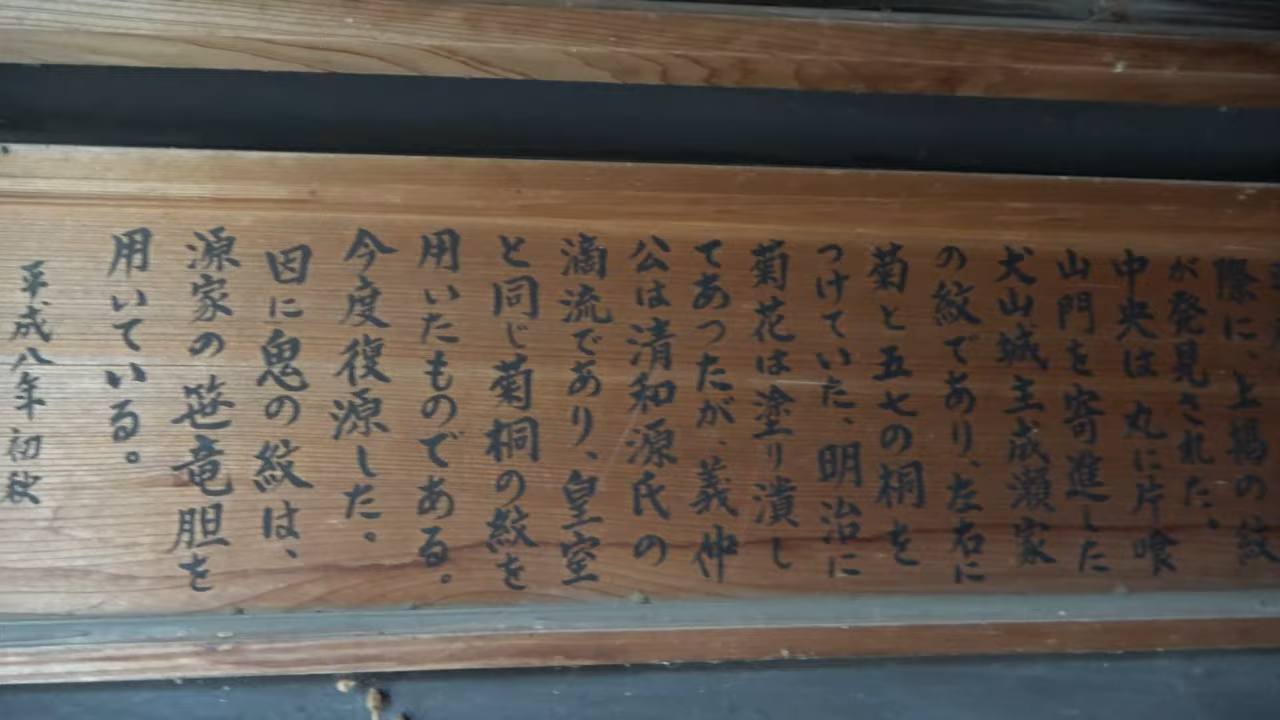 際に、上掲の紋
が発見された。
中央は丸に片喰
山門を寄進した
犬山城主成瀬家
の紋であり、左右に
菊と五七の桐を
つけていた、明治に
菊花は塗り潰し
てあったが、義仲
公は清和源氏の
滴流であり、皇室
と同じ菊桐の紋を
用いたものである。
今度復源した。
因に鬼の紋は、
源家の笹竜胆を
用いている。
平成八年初秋